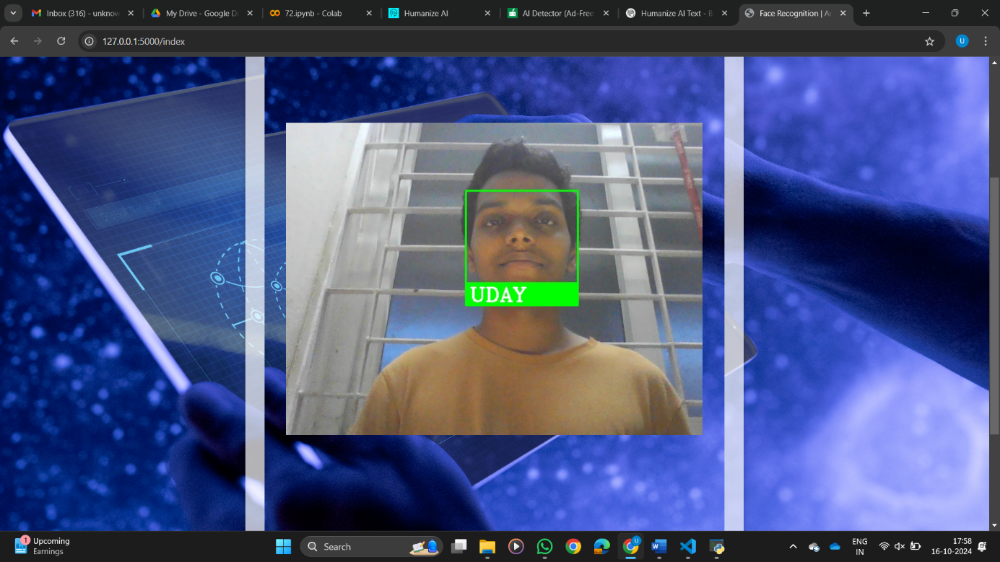 Inbox (316) - unknow
My Drive - Google Dr
72.ipynb - Colab
Humanize AI
AI Detector (Ad-Free
Humanize AI Text - B
Face Recognition | A
127.0.0.1:5000/index
U
UDAY
1
Upcoming
Earnings
Search
U
ENG
IN
17:58
16-10-2024